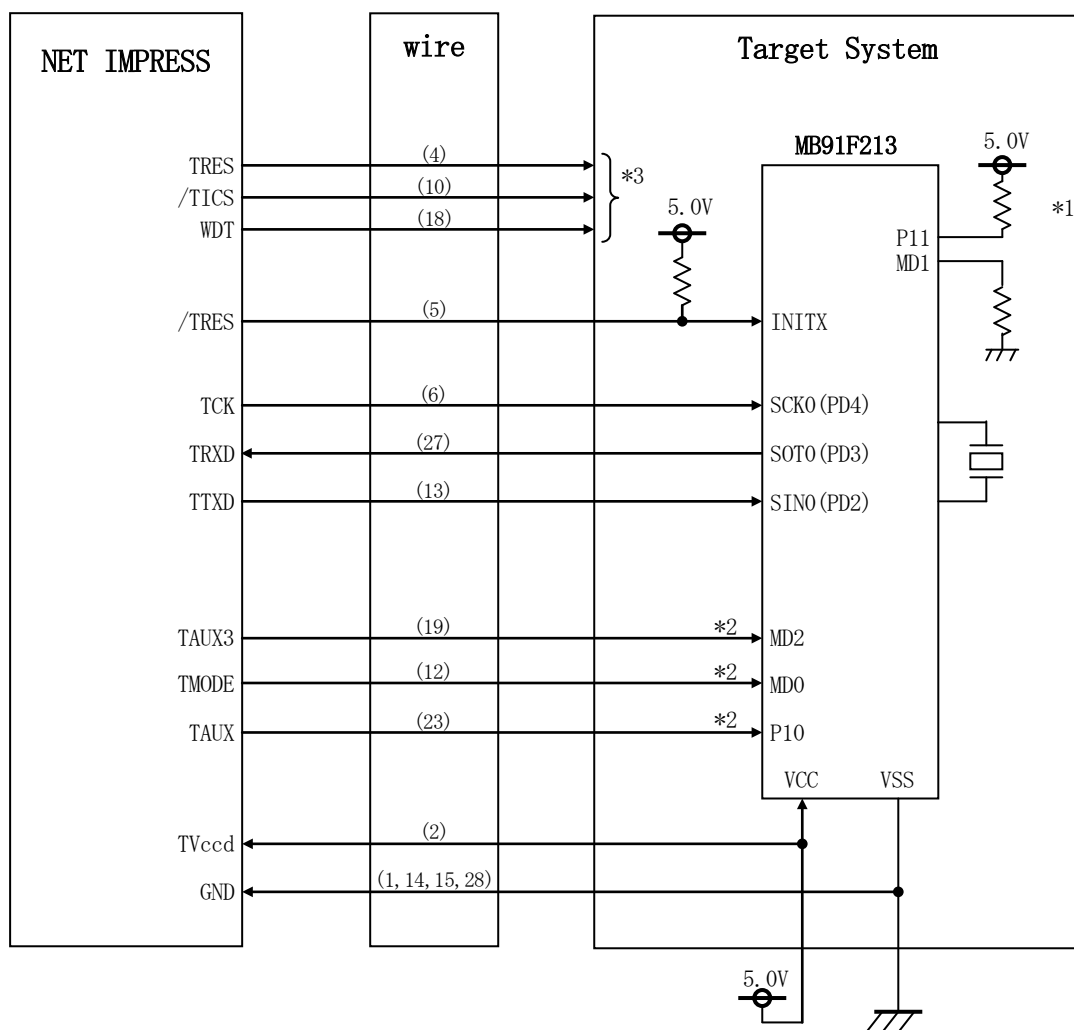 NET IMPRESS
wire
Target System
MB91F213
5.0V
*1
P11
MD1
TRES
(4)
/TICS
(10)
*3
WDT
(18)
5.0V
/TRES
(5)
INITX
TCK
(6)
SCK0(PD4)
TRXD
(27)
SOT0(PD3)
TTXD
(13)
SIN0(PD2)
TAUX3
(19)
*2
MD2
TMODE
(12)
*2
MD0
TAUX
(23)
*2
P10
VCC
VSS
TVccd
(2)
GND
(1,14,15,28)
5.0V